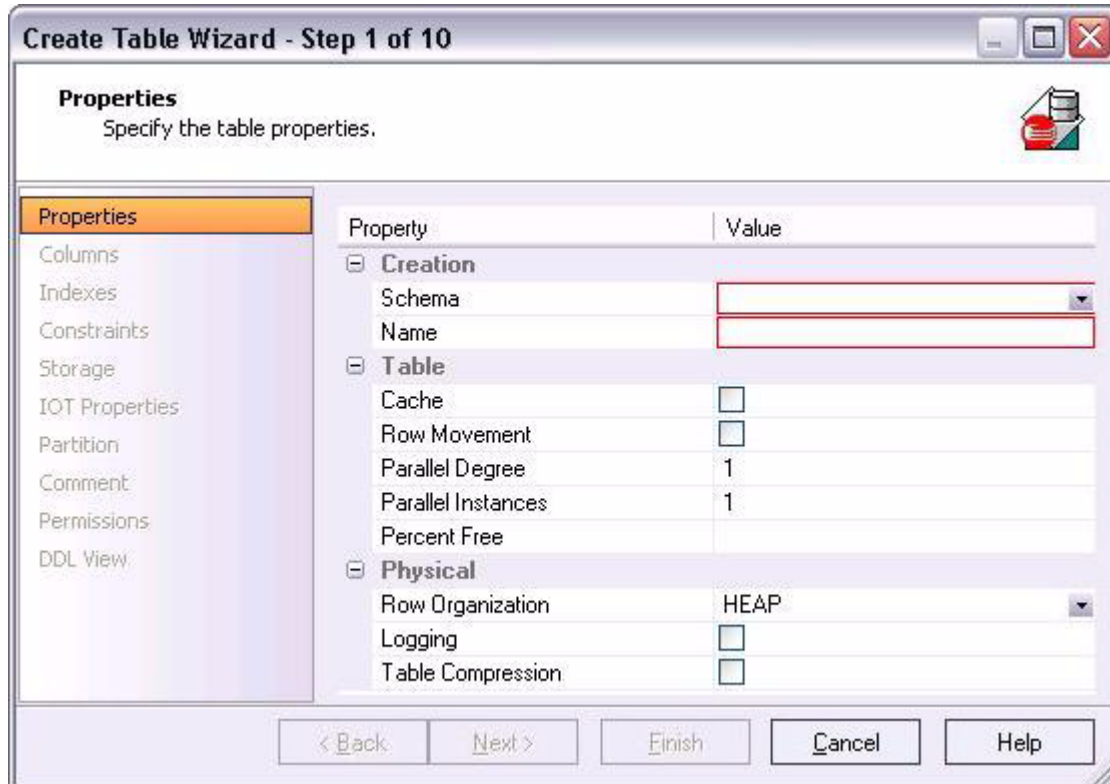 Create Table Wizard - Step 1 of 10
Properties
Specify the table properties.
Properties
Columns
Indexes
Constraints
Storage
IOT Properties
Partition
Comment
Permissions
DDL View
Property Value
Creation
Schema
Name
Table
Cache
Row Movement
Parallel Degree 1
Parallel Instances 1
Percent Free
Physical
Row Organization HEAP
Logging
Table Compression
< Back Next > Finish Cancel Help